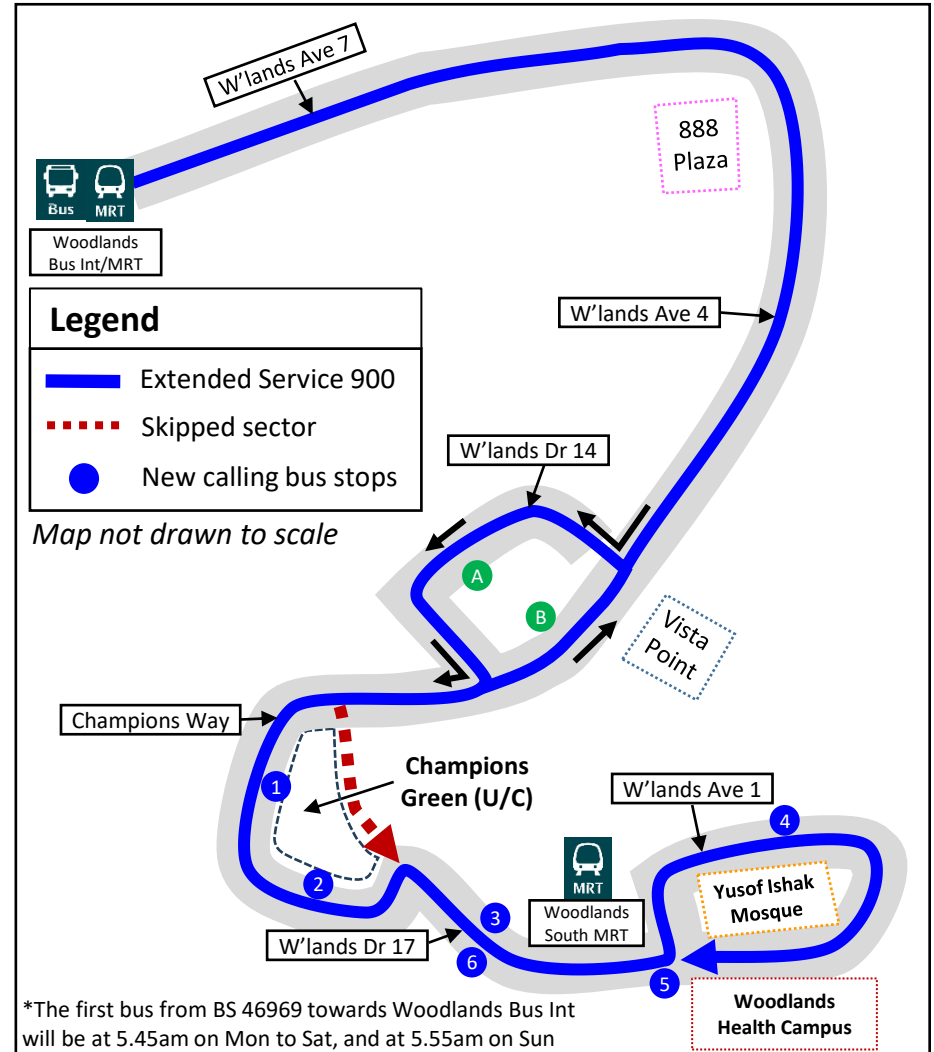 W'lands Ave 7
888
Plaza
Bus
MRT
Woodlands
Bus Int/MRT
Legend
Extended Service 900
Skipped sector
New calling bus stops
Map not drawn to scale
W'lands Ave 4
W'lands Dr 14
A
B
Vista
Point
Champions Way
1
Champions
Green (U/C)
W'lands Ave 1
4
2
MRT
Woodlands
South MRT
Yusof Ishak
Mosque
3
W'lands Dr 17
6
5
Woodlands
Health Campus
*The first bus from BS 46969 towards Woodlands Bus Int
will be at 5.45am on Mon to Sat, and at 5.55am on Sun